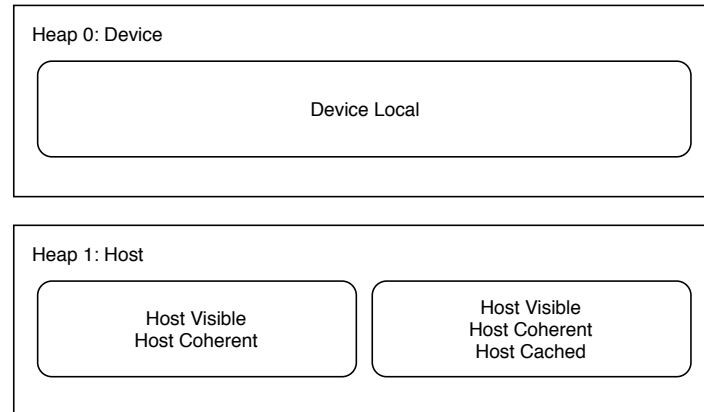 Heap 0: Device
Device Local
Heap 1: Host
Host Visible
Host Coherent
Host Visible
Host Coherent
Host Cached